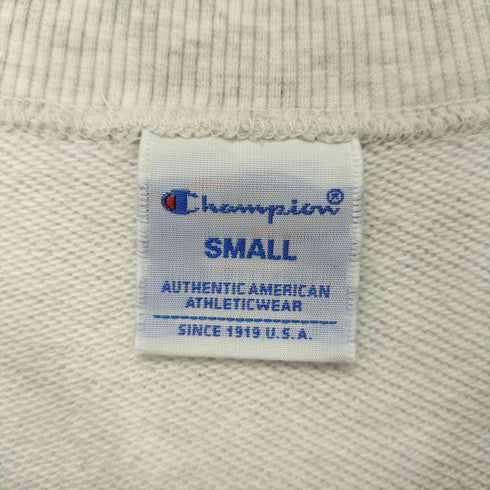 Champion®
SMALL
AUTHENTIC AMERICAN
ATHLETICWEAR
SINCE 1919 U.S.A.